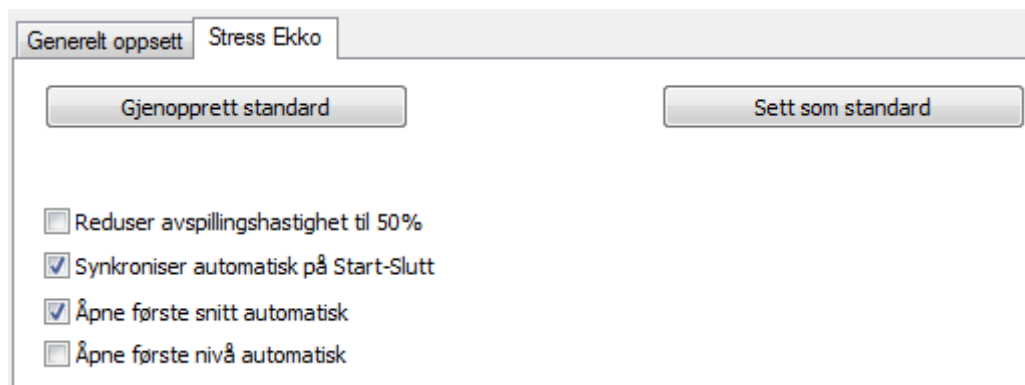 Generelt oppsett Stress Ekko
Gjenopprett standard Sett som standard
Reduser avspillingshastighet til 50%
Synkroniser automatisk på Start-Slutt
Åpne første snitt automatisk
Åpne første nivå automatisk